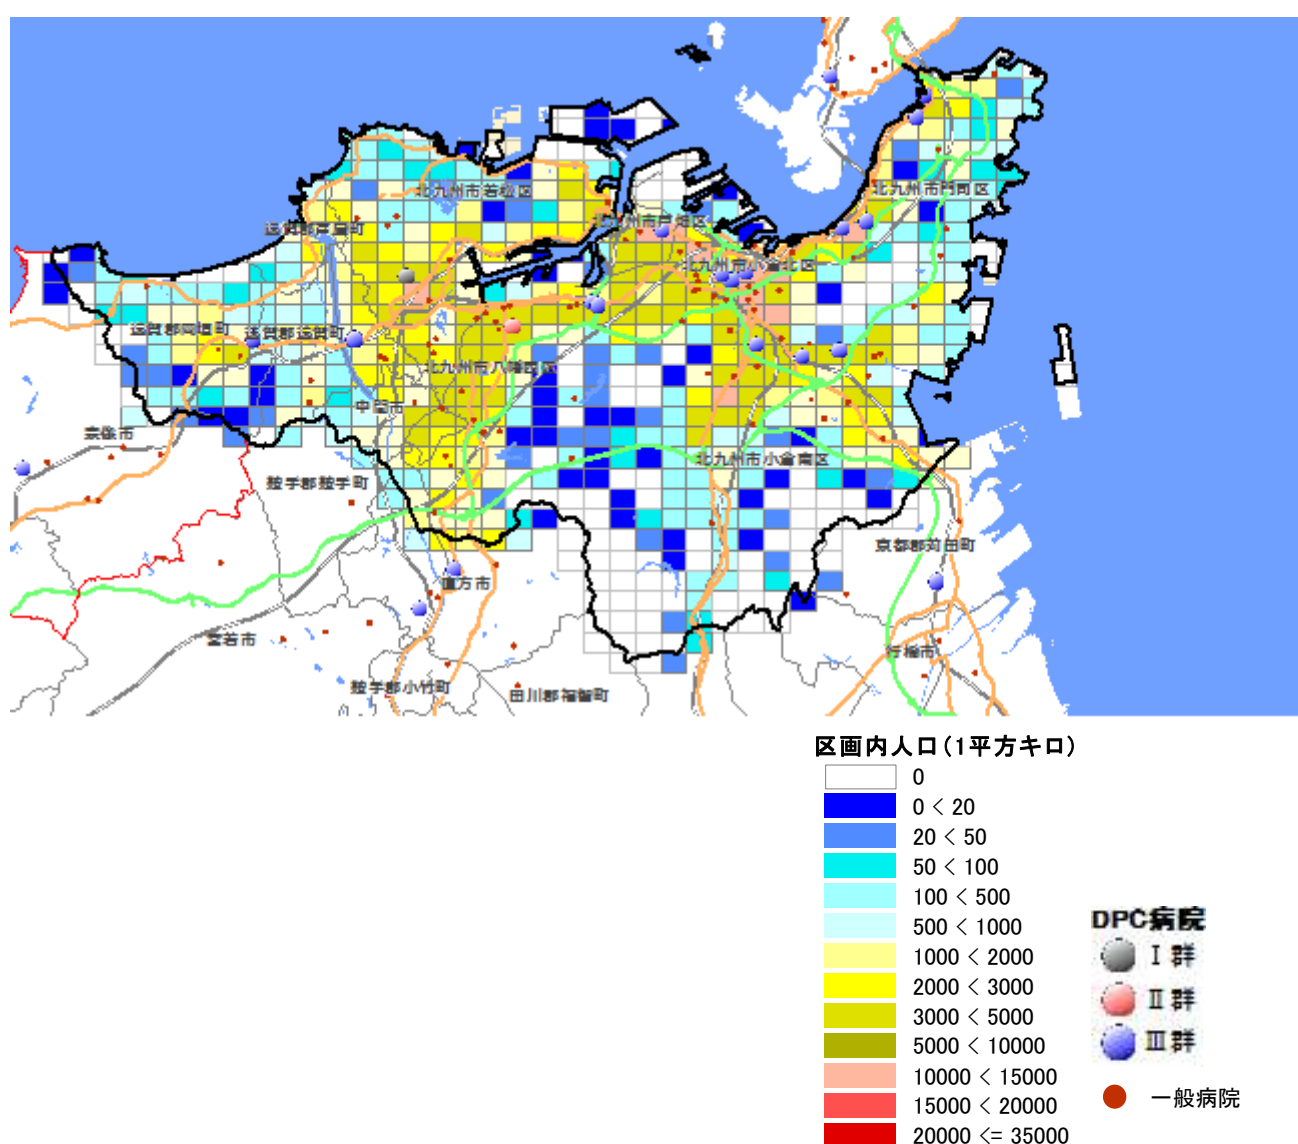 北九州市若松区
北九州市門司区
北九州市戸畑区
遠賀郡芦屋町
北九州市小倉北区
遠賀郡岡垣町
遠賀郡遠賀町
北九州市八幡西区
中間市
宗像市
北九州市小倉南区
鞍手郡鞍手町
京都郡苅田町
直方市
宮若市
行橋市
鞍手郡小竹町
田川郡福智町
区画内人口(1平方キロ)
0
0 < 20
20 < 50
50 < 100
100 < 500
500 < 1000
1000 < 2000
2000 < 3000
3000 < 5000
5000 < 10000
10000 < 15000
15000 < 20000
20000 <= 35000
DPC病院
Ⅰ群
Ⅱ群
Ⅲ群
一般病院